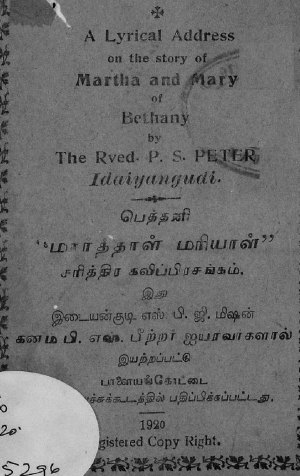 A Lyrical Address
on the story of
Martha and Mary
of
Bethany
by
The Rved. P. S. PETER
Idaiyangudi.
பெத்தனி
"மார்த்தாள் மரியாள்"
சரித்திர கவிப்பிரசங்கம்.
இது
இடையன்குடி எஸ். பி. ஜி. மிஷன்
கனம் பி. எஸ். பீற்றர் ஐயரவர்களால்
இயற்றப்பட்டு
பாளையங்கோட்டை
அச்சுக்கூடத்தில் பதிப்பிக்கப்பட்டது.
1920
gistered Copy Right.
20.
5296